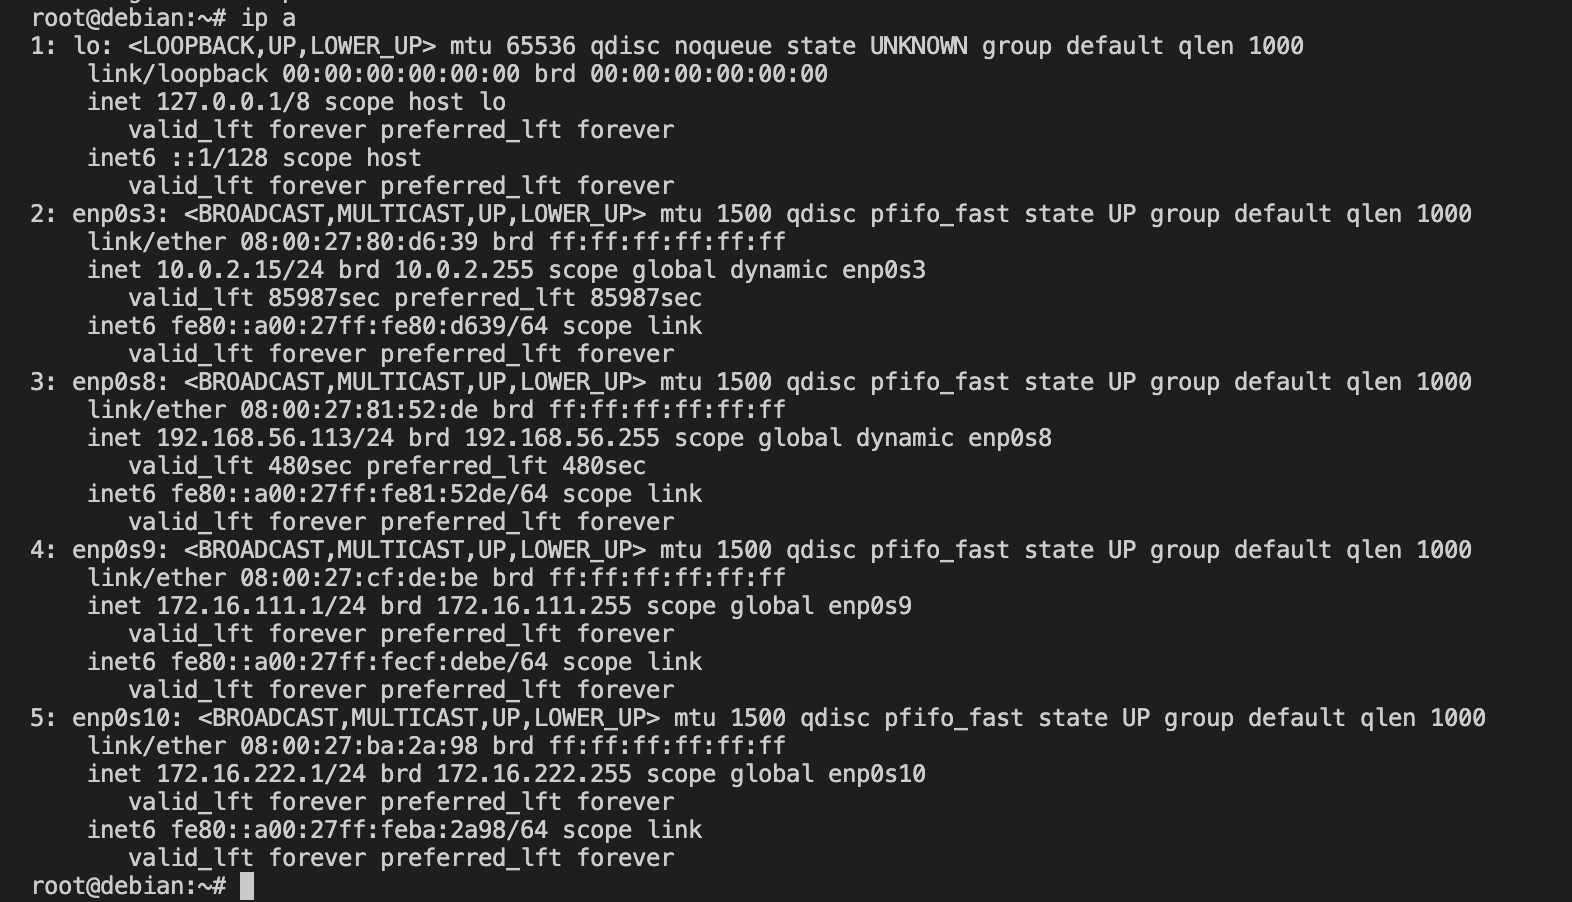 root@debian:~# ip a
1: lo: <LOOPBACK,UP,LOWER_UP> mtu 65536 qdisc noqueue state UNKNOWN group default qlen 1000
    link/loopback 00:00:00:00:00:00 brd 00:00:00:00:00:00
    inet 127.0.0.1/8 scope host lo
       valid_lft forever preferred_lft forever
    inet6 ::1/128 scope host
       valid_lft forever preferred_lft forever
2: enp0s3: <BROADCAST,MULTICAST,UP,LOWER_UP> mtu 1500 qdisc pfifo_fast state UP group default qlen 1000
    link/ether 08:00:27:80:d6:39 brd ff:ff:ff:ff:ff:ff
    inet 10.0.2.15/24 brd 10.0.2.255 scope global dynamic enp0s3
       valid_lft 85987sec preferred_lft 85987sec
    inet6 fe80::a00:27ff:fe80:d639/64 scope link
       valid_lft forever preferred_lft forever
3: enp0s8: <BROADCAST,MULTICAST,UP,LOWER_UP> mtu 1500 qdisc pfifo_fast state UP group default qlen 1000
    link/ether 08:00:27:81:52:de brd ff:ff:ff:ff:ff:ff
    inet 192.168.56.113/24 brd 192.168.56.255 scope global dynamic enp0s8
       valid_lft 480sec preferred_lft 480sec
    inet6 fe80::a00:27ff:fe81:52de/64 scope link
       valid_lft forever preferred_lft forever
4: enp0s9: <BROADCAST,MULTICAST,UP,LOWER_UP> mtu 1500 qdisc pfifo_fast state UP group default qlen 1000
    link/ether 08:00:27:cf:de:be brd ff:ff:ff:ff:ff:ff
    inet 172.16.111.1/24 brd 172.16.111.255 scope global enp0s9
       valid_lft forever preferred_lft forever
    inet6 fe80::a00:27ff:fecf:debe/64 scope link
       valid_lft forever preferred_lft forever
5: enp0s10: <BROADCAST,MULTICAST,UP,LOWER_UP> mtu 1500 qdisc pfifo_fast state UP group default qlen 1000
    link/ether 08:00:27:ba:2a:98 brd ff:ff:ff:ff:ff:ff
    inet 172.16.222.1/24 brd 172.16.222.255 scope global enp0s10
       valid_lft forever preferred_lft forever
    inet6 fe80::a00:27ff:feba:2a98/64 scope link
       valid_lft forever preferred_lft forever
root@debian:~#